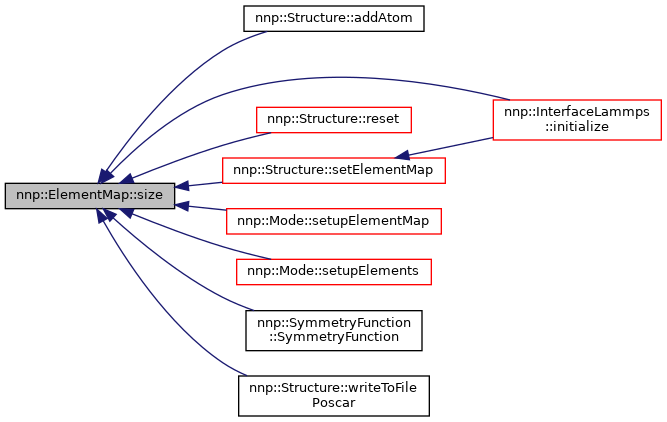 nnp::Structure::addAtom
nnp::InterfaceLammps
::initialize
nnp::Structure::reset
nnp::Structure::setElementMap
nnp::ElementMap::size
nnp::Mode::setupElementMap
nnp::Mode::setupElements
nnp::SymmetryFunction
::SymmetryFunction
nnp::Structure::writeToFile
Poscar